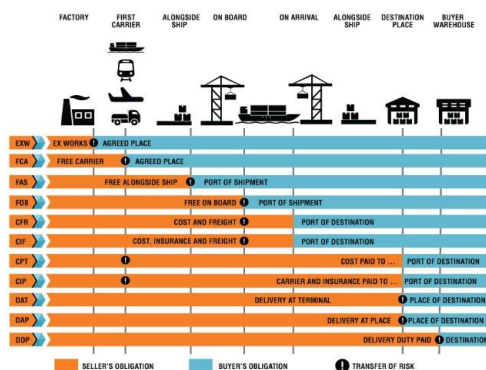 FACTORY FIRST CARRIER ALONGSIDE SHIP ON BOARD ON ARRIVAL ALONGSIDE SHIP DESTINATION PLACE BUYER WAREHOUSE
EXW EX WORKS AGREED PLACE
FCA FREE CARRIER AGREED PLACE
FAS FREE ALONGSIDE SHIP PORT OF SHIPMENT
FOB FREE ON BOARD PORT OF SHIPMENT
CFR COST AND FREIGHT PORT OF DESTINATION
CIF COST, INSURANCE AND FREIGHT PORT OF DESTINATION
CPT COST PAID TO ... PORT OF DESTINATION
CIP CARRIER AND INSURANCE PAID TO ... PORT OF DESTINATION
DAT DELIVERY AT TERMINAL PLACE OF DESTINATION
DAP DELIVERY AT PLACE PLACE OF DESTINATION
DDP DELIVERY DUTY PAID DESTINATION
SELLER'S OBLIGATION BUYER'S OBLIGATION TRANSFER OF RISK